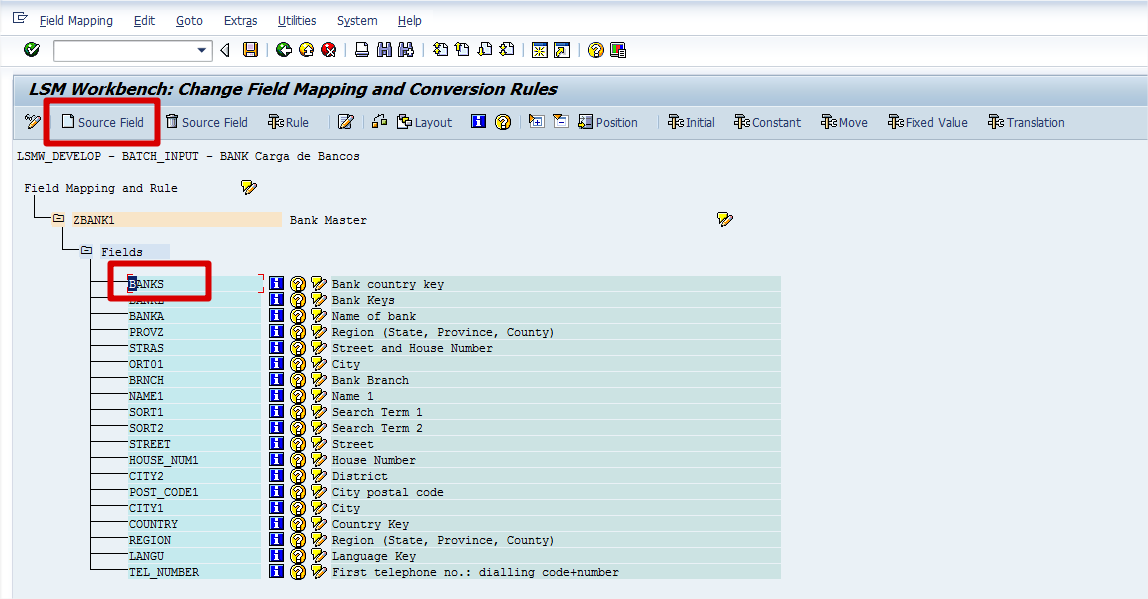 Field Mapping Edit Goto Extras Utilities System Help
LSM Workbench: Change Field Mapping and Conversion Rules
Source Field Source Field Rule Layout Position Initial Constant Move Fixed Value Translation
LSMW_DEVELOP - BATCH_INPUT - BANK Carga de Bancos
Field Mapping and Rule
ZBANK1 Bank Master
Fields
BANKS Bank country key
Bank Keys
BANKA Name of bank
PROVZ Region (State, Province, County)
STRAS Street and House Number
ORT01 City
BRNCH Bank Branch
NAME1 Name 1
SORT1 Search Term 1
SORT2 Search Term 2
STREET Street
HOUSE_NUM1 House Number
CITY2 District
POST_CODE1 City postal code
CITY1 City
COUNTRY Country Key
REGION Region (State, Province, County)
LANGU Language Key
TEL_NUMBER First telephone no.: dialling code+number